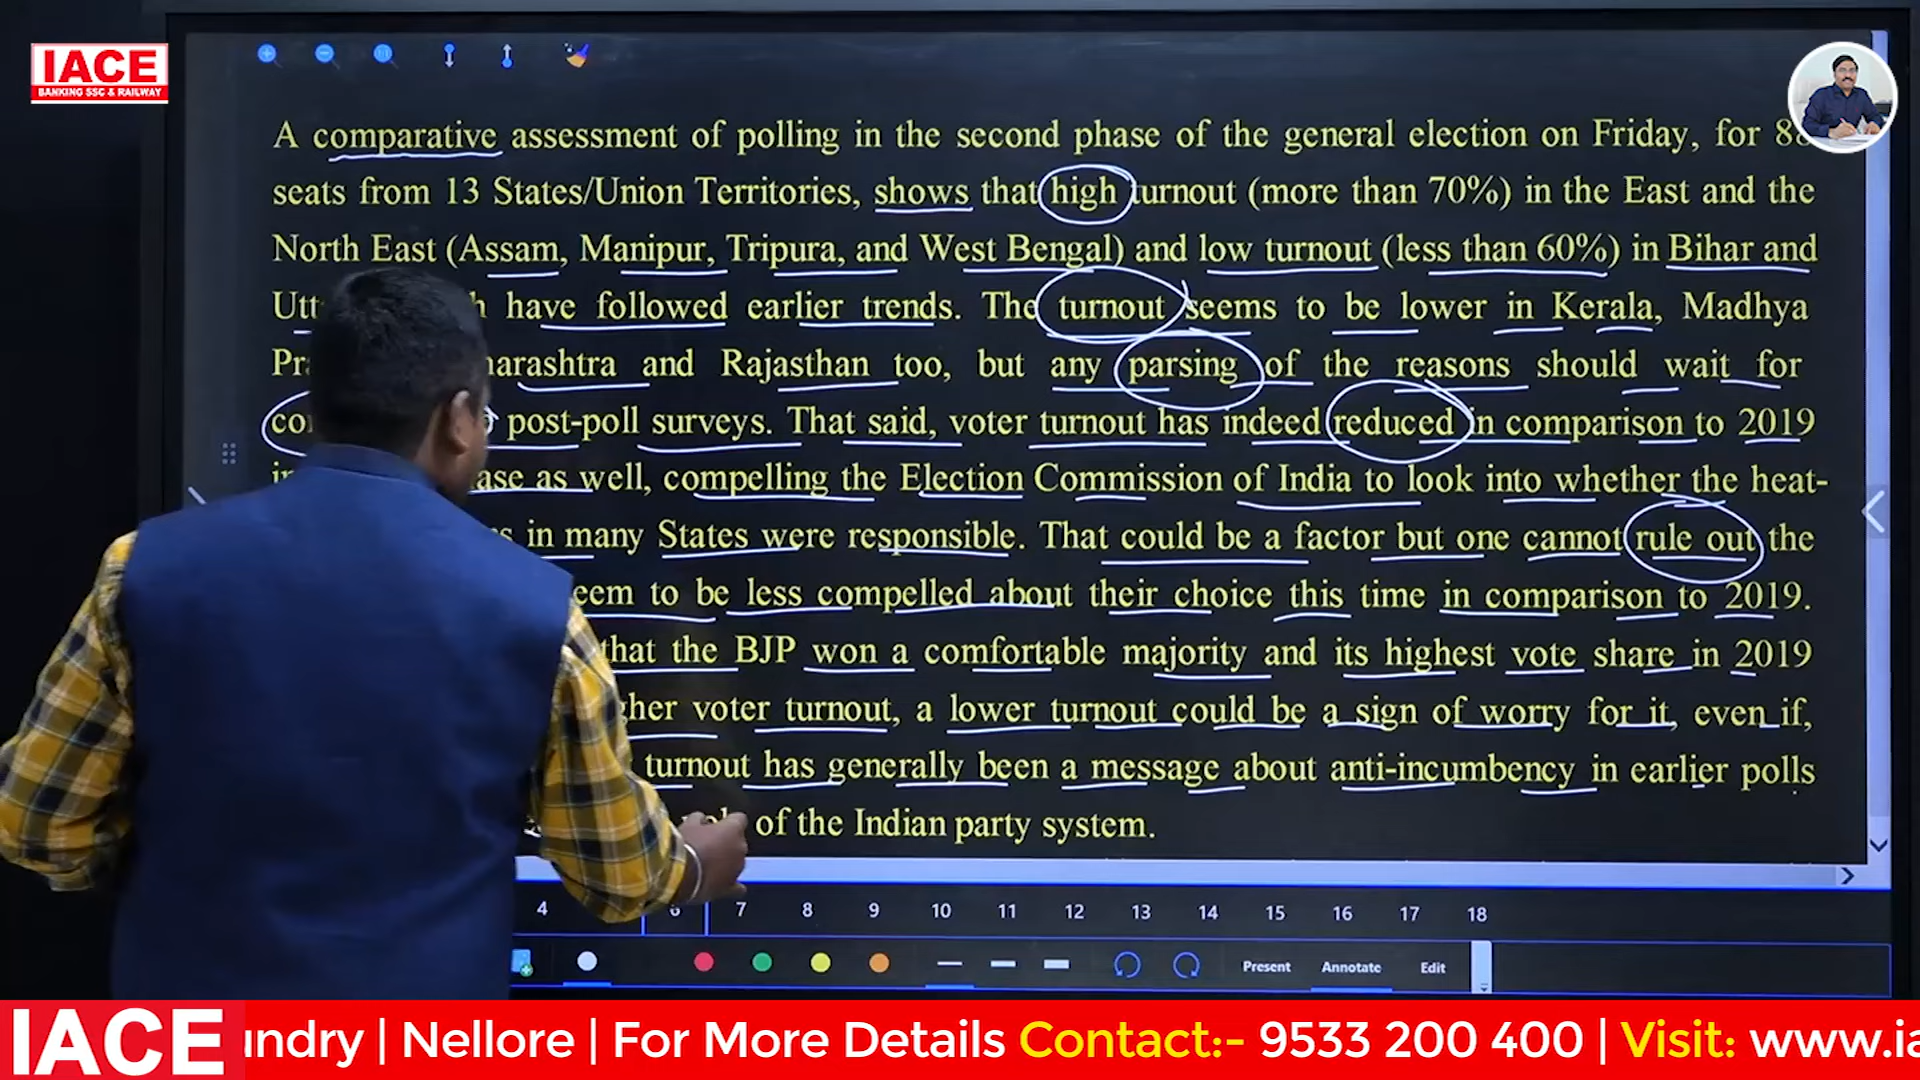 IACE
BANKING SSC & RAILWAY
A comparative assessment of polling in the second phase of the general election on Friday, for
seats from 13 States/Union Territories, shows that high turnout (more than 70%) in the East and the
North East (Assam, Manipur, Tripura, and West Bengal) and low turnout (less than 60%) in Bihar and
have followed earlier trends. The turnout seems to be lower in Kerala, Madhya
and Rajasthan too, but any parsing of the reasons should wait for
post-poll surveys. That said, voter turnout has indeed reduced in comparison to 2019
as well, compelling the Election Commission of India to look into whether the heat-
in many States were responsible. That could be a factor but one cannot rule out the
to be less compelled about their choice this time in comparison to 2019.
that the BJP won a comfortable majority and its highest vote share in 2019
voter turnout, a lower turnout could be a sign of worry for it, even if,
turnout has generally been a message about anti-incumbency in earlier polls
of the Indian party system.
4 6 7 8 9 10 11 12 13 14 15 16 17 18
Present Annotate Edit
IACE undry | Nellore | For More Details Contact:- 9533 200 400 | Visit: www.ia